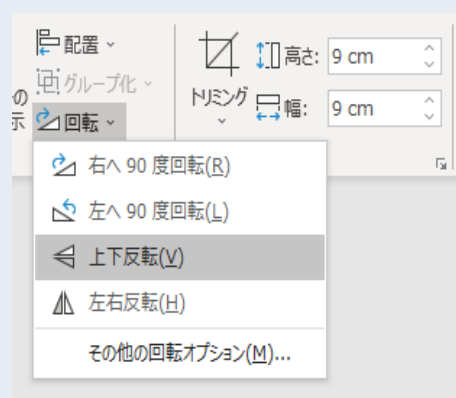 配置
グループ化
の
示
回転
トリミング
高さ: 9 cm
幅: 9 cm
右へ 90 度回転(R)
左へ 90 度回転(L)
上下反転(V)
左右反転(H)
その他の回転オプション(M)...